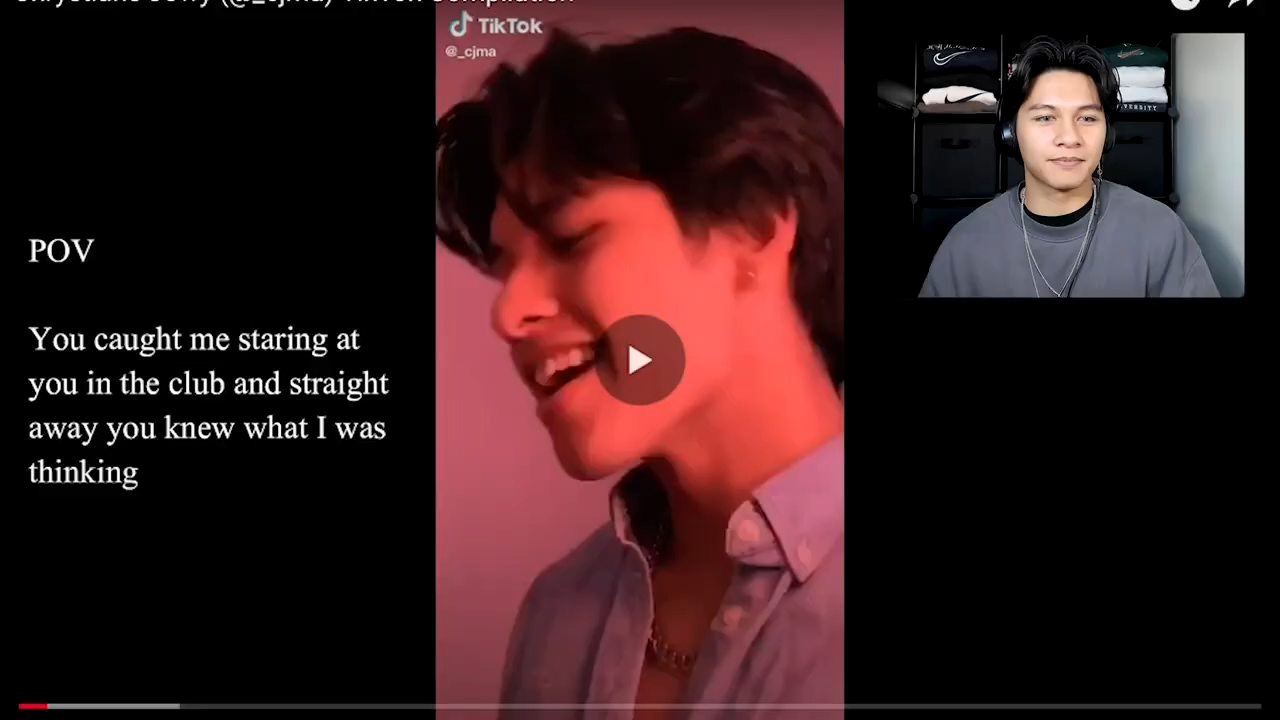 TikTok
@_cjma
POV
You caught me staring at
you in the club and straight
away you knew what I was
thinking